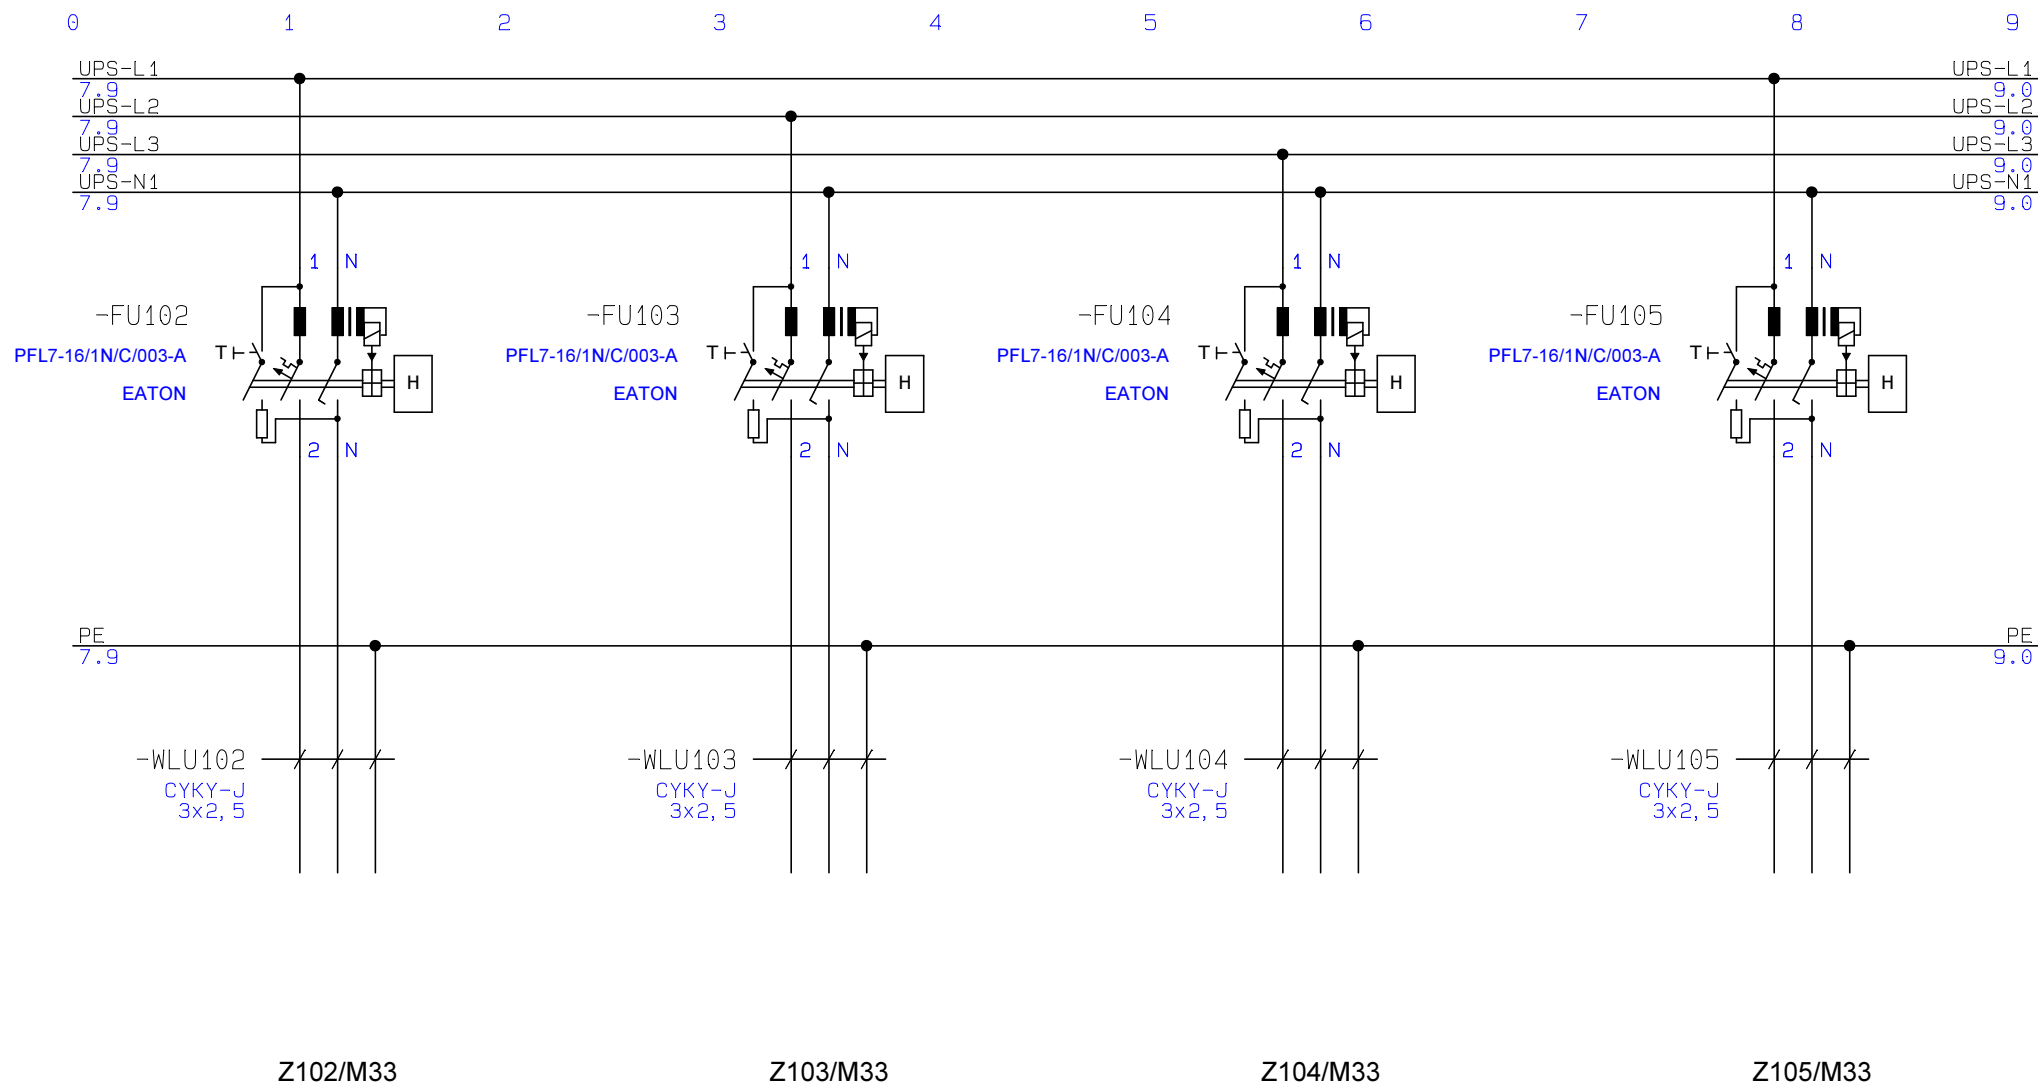 0 1 2 3 4 5 6 7 8 9
UPS-L1 UPS-L1
7.9 9.0
UPS-L2 UPS-L2
7.9 9.0
UPS-L3 UPS-L3
7.9 9.0
UPS-N1 UPS-N1
7.9 9.0
1 N 1 N 1 N 1 N
-FU102 -FU103 -FU104 -FU105
PFL7-16/1N/C/003-A T H PFL7-16/1N/C/003-A T H PFL7-16/1N/C/003-A T H PFL7-16/1N/C/003-A T H
EATON EATON EATON EATON
2 N 2 N 2 N 2 N
PE PE
7.9 9.0
-WLU102 -WLU103 -WLU104 -WLU105
CYKY-J CYKY-J CYKY-J CYKY-J
3x2,5 3x2,5 3x2,5 3x2,5
Z102/M33 Z103/M33 Z104/M33 Z105/M33